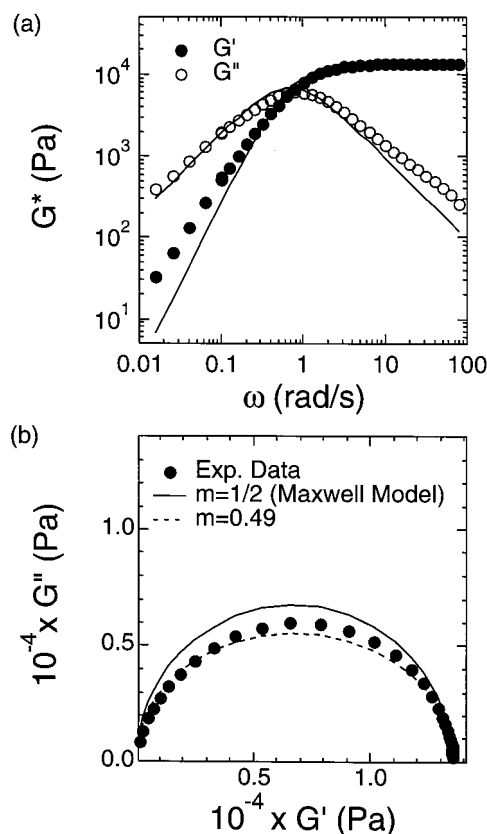 (a)
● G'
○ G"
10⁴
10³
10²
10¹
G* (Pa)
0.01 0.1 1 10 100
ω (rad/s)
(b)
● Exp. Data
— m=1/2 (Maxwell Model)
---- m=0.49
1.0
0.5
0.0
10⁻⁴ x G" (Pa)
0.5 1.0
10⁻⁴ x G' (Pa)